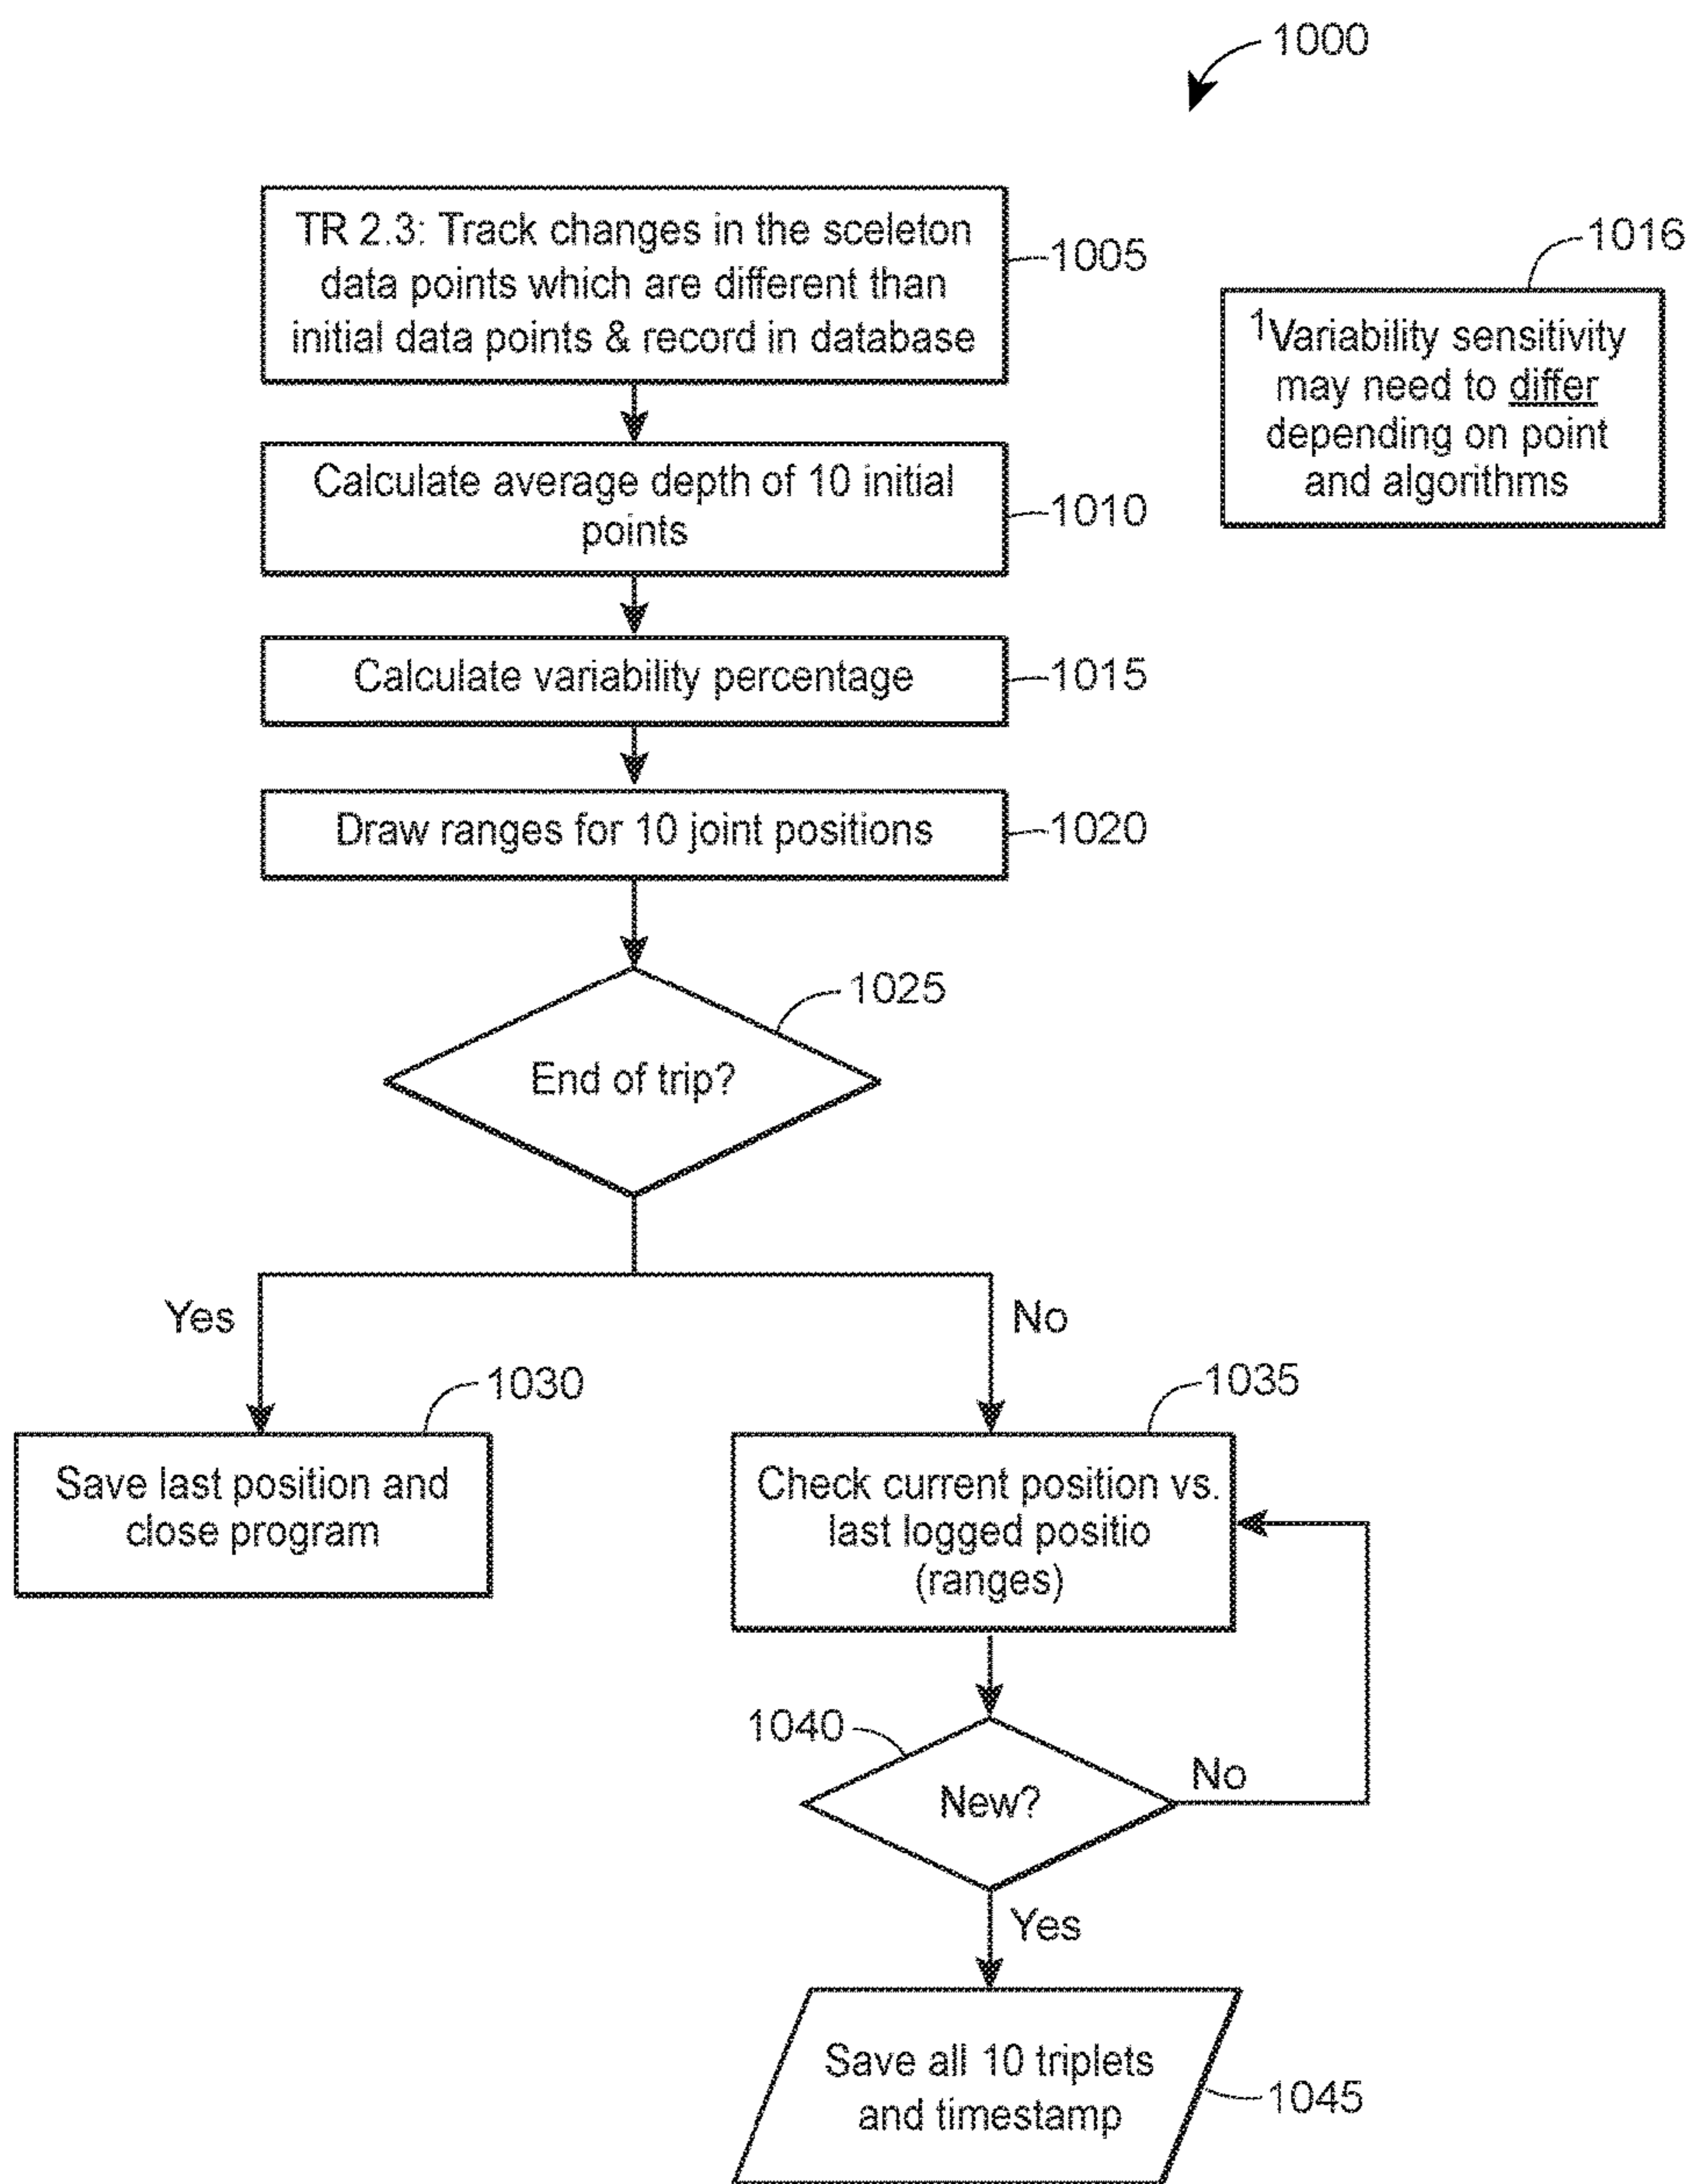 1000
TR 2.3: Track changes in the sceleton
data points which are different than
initial data points & record in database
1005
1016
1Variability sensitivity
may need to differ
depending on point
and algorithms
Calculate average depth of 10 initial
points
1010
Calculate variability percentage
1015
Draw ranges for 10 joint positions
1020
1025
End of trip?
Yes
No
1030
Save last position and
close program
1035
Check current position vs.
last logged positio
(ranges)
1040
New?
No
Yes
Save all 10 triplets
and timestamp
1045